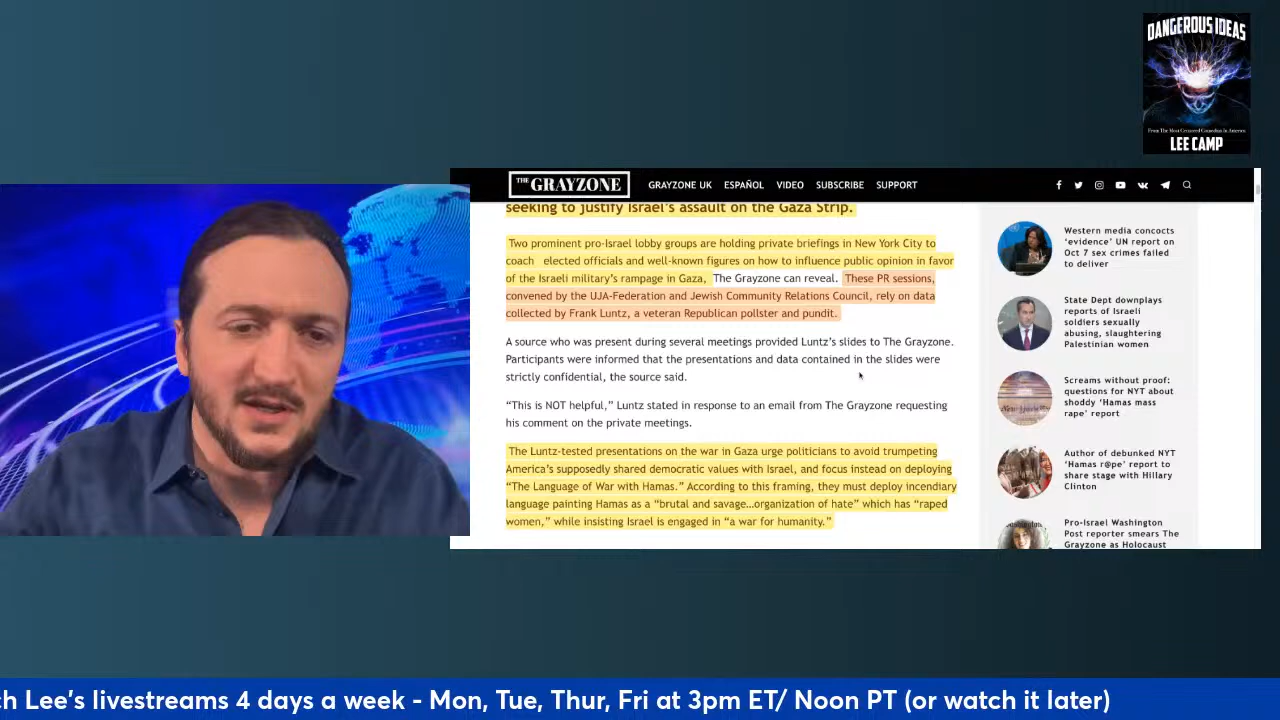 DANGEROUS IDEAS
From The Most Censored Comedian In America
LEE CAMP
THE GRAYZONE
GRAYZONE UK ESPAÑOL VIDEO SUBSCRIBE SUPPORT
seeking to justify Israel's assault on the Gaza Strip.
Two prominent pro-Israel lobby groups are holding private briefings in New York City to
coach elected officials and well-known figures on how to influence public opinion in favor
of the Israeli military's rampage in Gaza, The Grayzone can reveal. These PR sessions,
convened by the UJA-Federation and Jewish Community Relations Council, rely on data
collected by Frank Luntz, a veteran Republican pollster and pundit.
A source who was present during several meetings provided Luntz's slides to The Grayzone.
Participants were informed that the presentations and data contained in the slides were
strictly confidential, the source said.
“This is NOT helpful,” Luntz stated in response to an email from The Grayzone requesting
his comment on the private meetings.
The Luntz-tested presentations on the war in Gaza urge politicians to avoid trumpeting
America's supposedly shared democratic values with Israel, and focus instead on deploying
“The Language of War with Hamas.” According to this framing, they must deploy incendiary
language painting Hamas as a “brutal and savage…organization of hate” which has “raped
women,” while insisting Israel is engaged in “a war for humanity.”
Western media concocts
‘evidence’ UN report on
Oct 7 sex crimes failed
to deliver
State Dept downplays
reports of Israeli
soldiers sexually
abusing, slaughtering
Palestinian women
Screams without proof:
questions for NYT about
shoddy ‘Hamas mass
rape’ report
Author of debunked NYT
‘Hamas r@pe’ report to
share stage with Hillary
Clinton
Pro-Israel Washington
Post reporter smears The
Grayzone as Holocaust
ch Lee's livestreams 4 days a week - Mon, Tue, Thur, Fri at 3pm ET/ Noon PT (or watch it later)